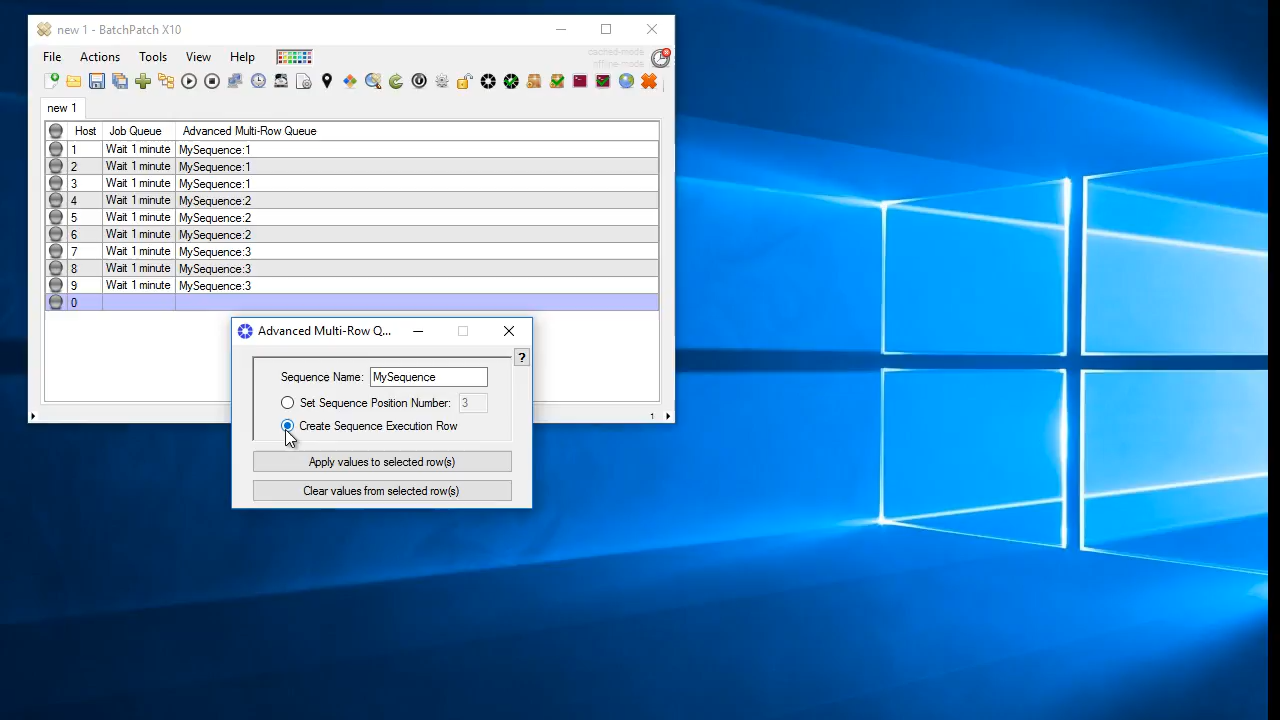 new 1 - BatchPatch X10
File Actions Tools View Help
cached-mode
offline-mode
new 1
Host Job Queue Advanced Multi-Row Queue
1 Wait 1 minute MySequence:1
2 Wait 1 minute MySequence:1
3 Wait 1 minute MySequence:1
4 Wait 1 minute MySequence:2
5 Wait 1 minute MySequence:2
6 Wait 1 minute MySequence:2
7 Wait 1 minute MySequence:3
8 Wait 1 minute MySequence:3
9 Wait 1 minute MySequence:3
0
1
Advanced Multi-Row Q...
?
Sequence Name: MySequence
Set Sequence Position Number: 3
Create Sequence Execution Row
Apply values to selected row(s)
Clear values from selected row(s)